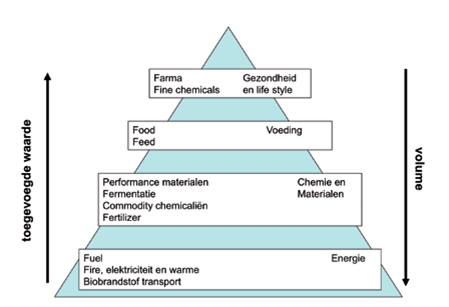 Farma Gezondheid
Fine chemicals en life style
Food Voeding
Feed
Performance materialen Chemie en
Fermentatie Materialen
Commodity chemicaliën
Fertilizer
Fuel Energie
Fire, elektriciteit en warme
Biobrandstof transport
toegevoegde waarde
volume